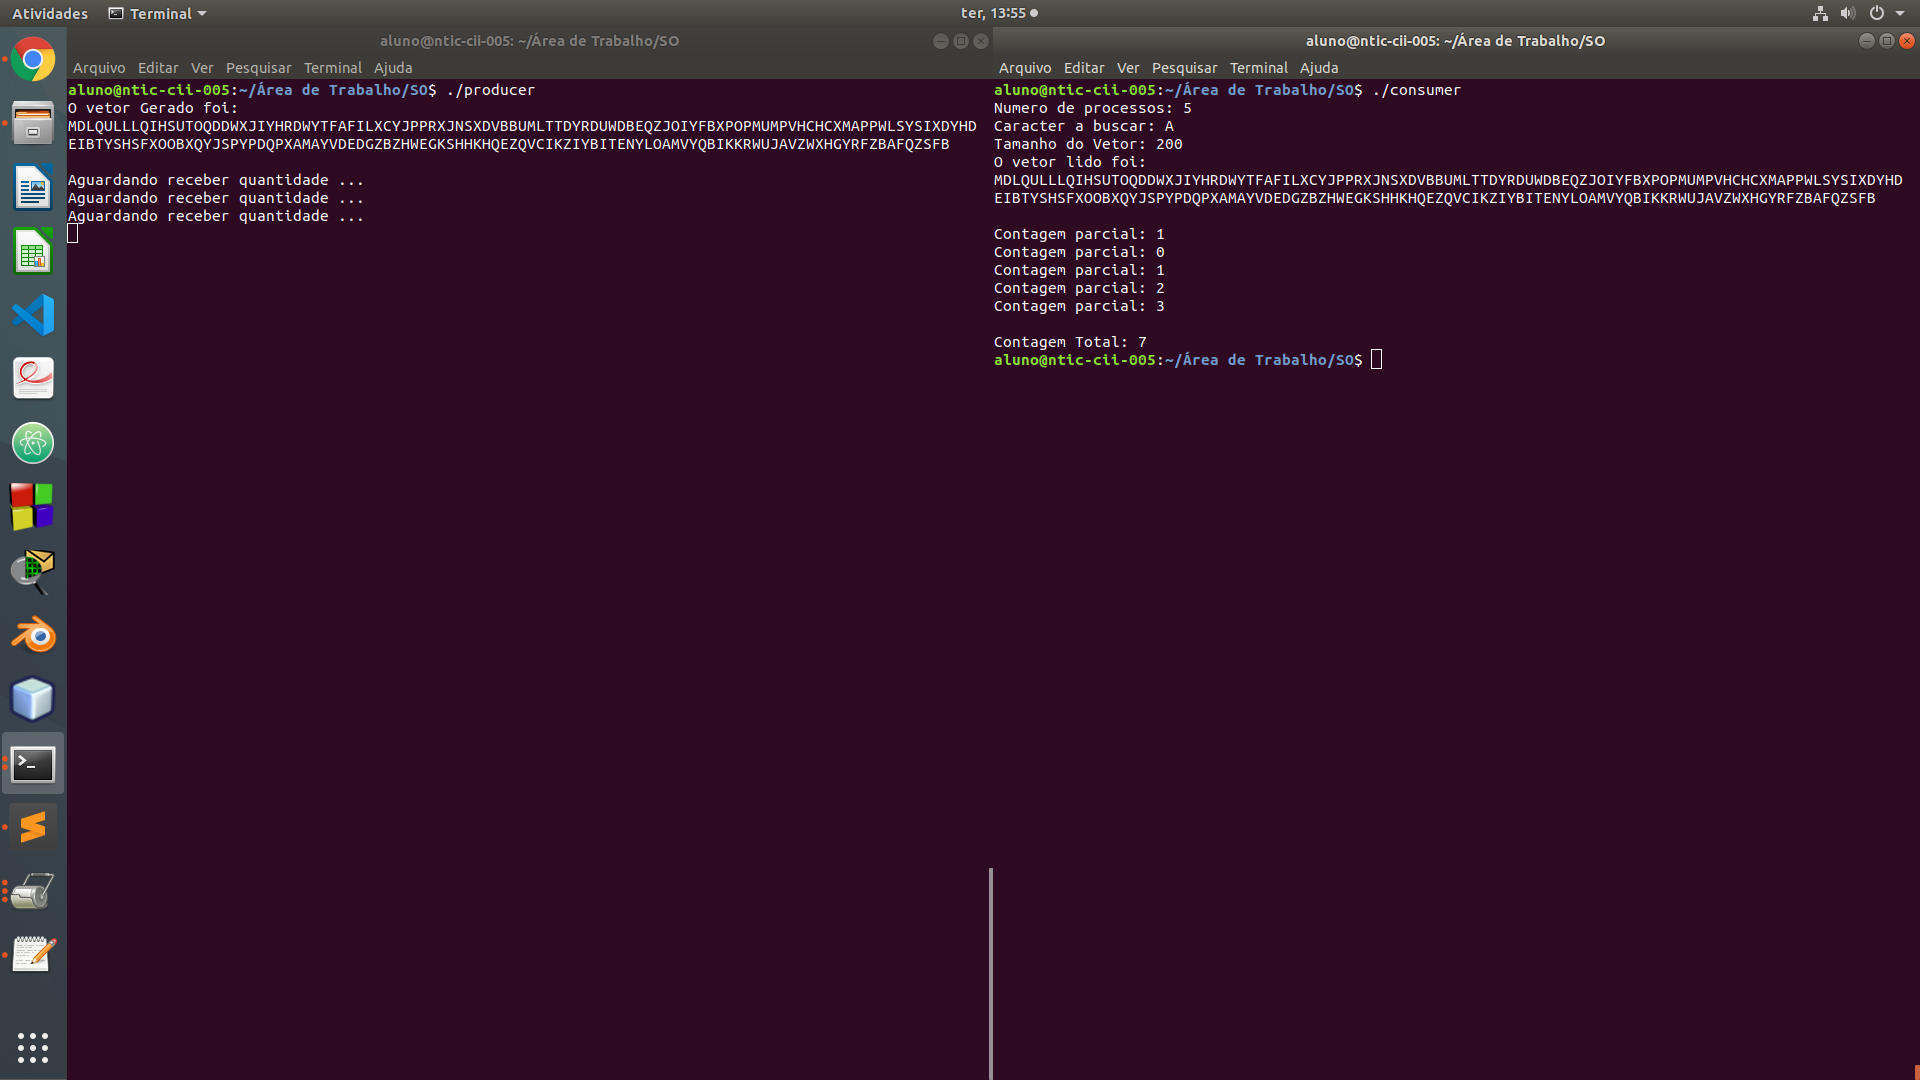 Atividades Terminal ter, 13:55
aluno@ntic-cii-005: ~/Área de Trabalho/SO
Arquivo Editar Ver Pesquisar Terminal Ajuda
aluno@ntic-cii-005:~/Área de Trabalho/SO$ ./producer
O vetor Gerado foi:
MDLQULLLQIHSUTOQDDWXJIYHRDWYTFAFILXCYJPPRXJNSXDVBBUMLTTDYRDUWDBEQZJOIYFBXPOPMUMPVHCHCXMAPPWLSYSIXDYHD
EIBTYSHSFXOOBXQYJSPYPDQPXAMAYVDEDGZBZHWEGKSHHKHQEZQVCIKZIYBITENYLOAMVYQBIKKRWUJAVZWXHGYRFZBAFQZSFB
Aguardando receber quantidade ...
Aguardando receber quantidade ...
Aguardando receber quantidade ...
aluno@ntic-cii-005: ~/Área de Trabalho/SO
Arquivo Editar Ver Pesquisar Terminal Ajuda
aluno@ntic-cii-005:~/Área de Trabalho/SO$ ./consumer
Numero de processos: 5
Caracter a buscar: A
Tamanho do Vetor: 200
O vetor lido foi:
MDLQULLLQIHSUTOQDDWXJIYHRDWYTFAFILXCYJPPRXJNSXDVBBUMLTTDYRDUWDBEQZJOIYFBXPOPMUMPVHCHCXMAPPWLSYSIXDYHD
EIBTYSHSFXOOBXQYJSPYPDQPXAMAYVDEDGZBZHWEGKSHHKHQEZQVCIKZIYBITENYLOAMVYQBIKKRWUJAVZWXHGYRFZBAFQZSFB
Contagem parcial: 1
Contagem parcial: 0
Contagem parcial: 1
Contagem parcial: 2
Contagem parcial: 3
Contagem Total: 7
aluno@ntic-cii-005:~/Área de Trabalho/SO$